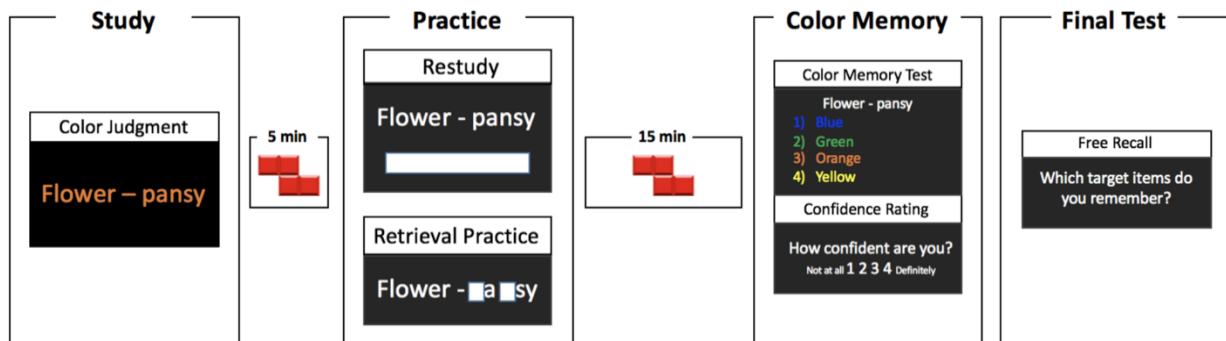 Study
Color Judgment
Flower – pansy
5 min
Practice
Restudy
Flower - pansy
Retrieval Practice
Flower - a sy
15 min
Color Memory
Color Memory Test
Flower - pansy
1) Blue
2) Green
3) Orange
4) Yellow
Confidence Rating
How confident are you?
Not at all 1 2 3 4 Definitely
Final Test
Free Recall
Which target items do
you remember?